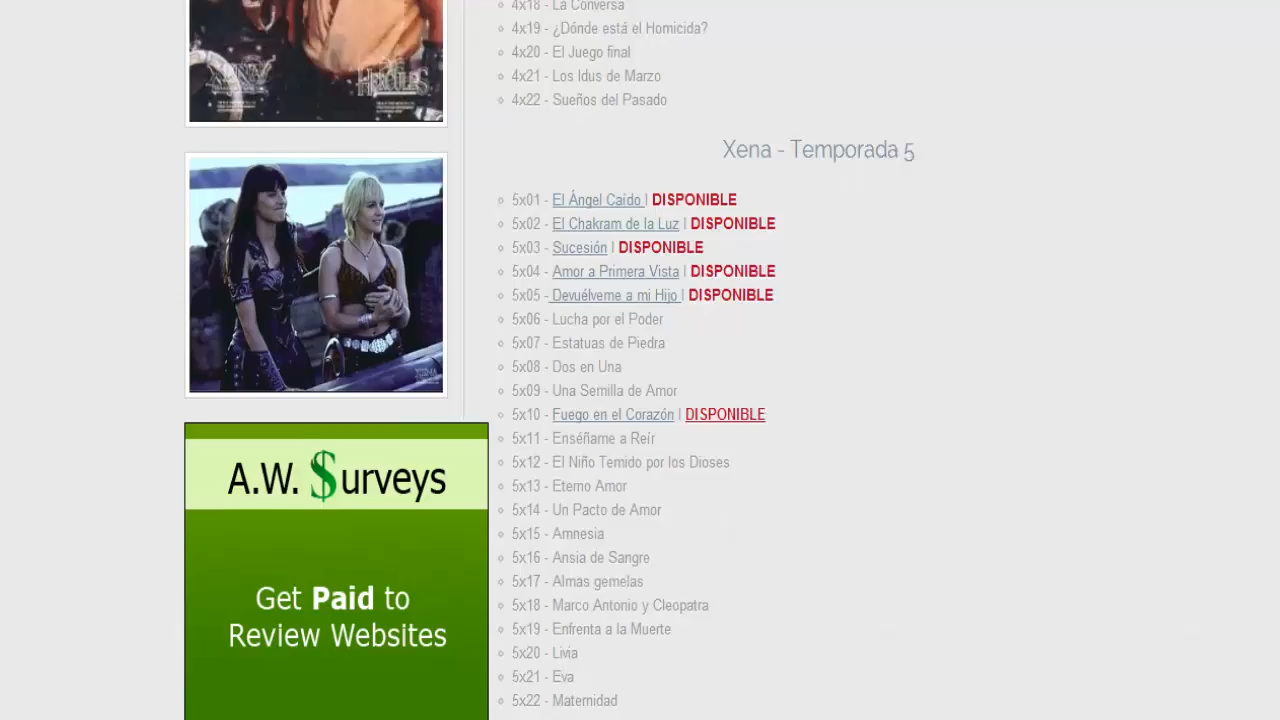 4x18 - La Conversa
4x19 - ¿Dónde está el Homicida?
4x20 - El Juego final
4x21 - Los Idus de Marzo
4x22 - Sueños del Pasado
HERCULES
Xena - Temporada 5
5x01 - El Ángel Caído | DISPONIBLE
5x02 - El Chakram de la Luz | DISPONIBLE
5x03 - Sucesión | DISPONIBLE
5x04 - Amor a Primera Vista | DISPONIBLE
5x05 - Devuélveme a mi Hijo | DISPONIBLE
5x06 - Lucha por el Poder
5x07 - Estatuas de Piedra
5x08 - Dos en Una
5x09 - Una Semilla de Amor
5x10 - Fuego en el Corazón | DISPONIBLE
5x11 - Enséñame a Reír
5x12 - El Niño Temido por los Dioses
5x13 - Eterno Amor
5x14 - Un Pacto de Amor
5x15 - Amnesia
5x16 - Ansia de Sangre
5x17 - Almas gemelas
5x18 - Marco Antonio y Cleopatra
5x19 - Enfrenta a la Muerte
5x20 - Livia
5x21 - Eva
5x22 - Maternidad
A.W. $urveys
Get Paid to
Review Websites